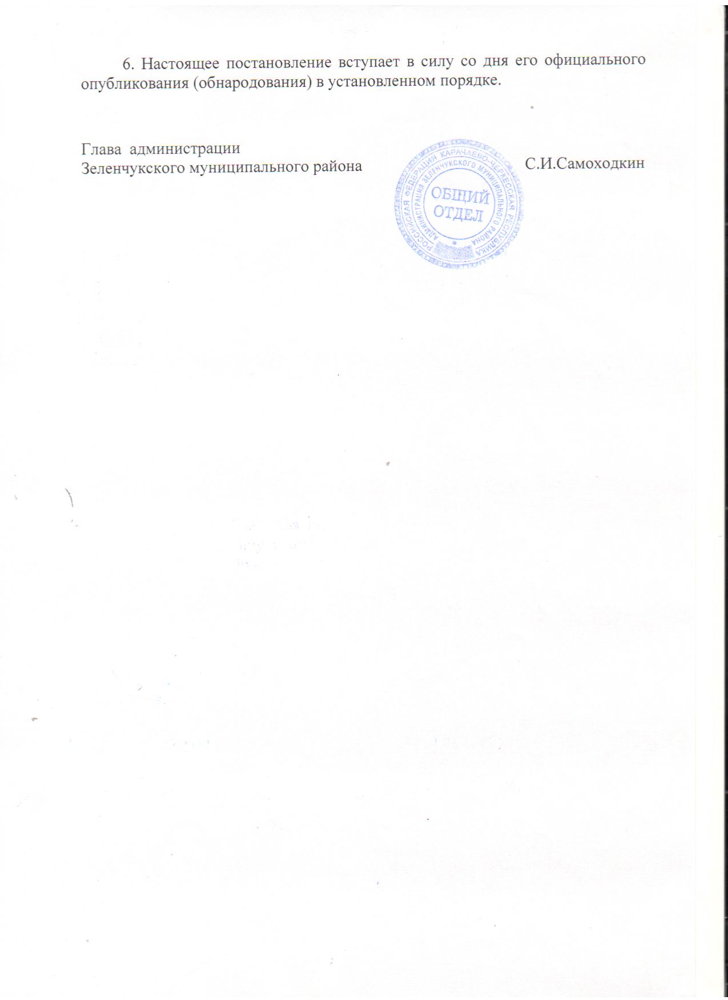 6. Настоящее постановление вступает в силу со дня его официального
опубликования (обнародования) в установленном порядке.
Глава администрации
Зеленчукского муниципального района
С.И.Самоходкин
РОССИЙСКАЯ ФЕДЕРАЦИЯ КАРАЧАЕВО-ЧЕРКЕССКАЯ РЕСПУБЛИКА
АДМИНИСТРАЦИЯ ЗЕЛЕНЧУКСКОГО МУНИЦИПАЛЬНОГО РАЙОНА
*
ОБЩИЙ
ОТДЕЛ